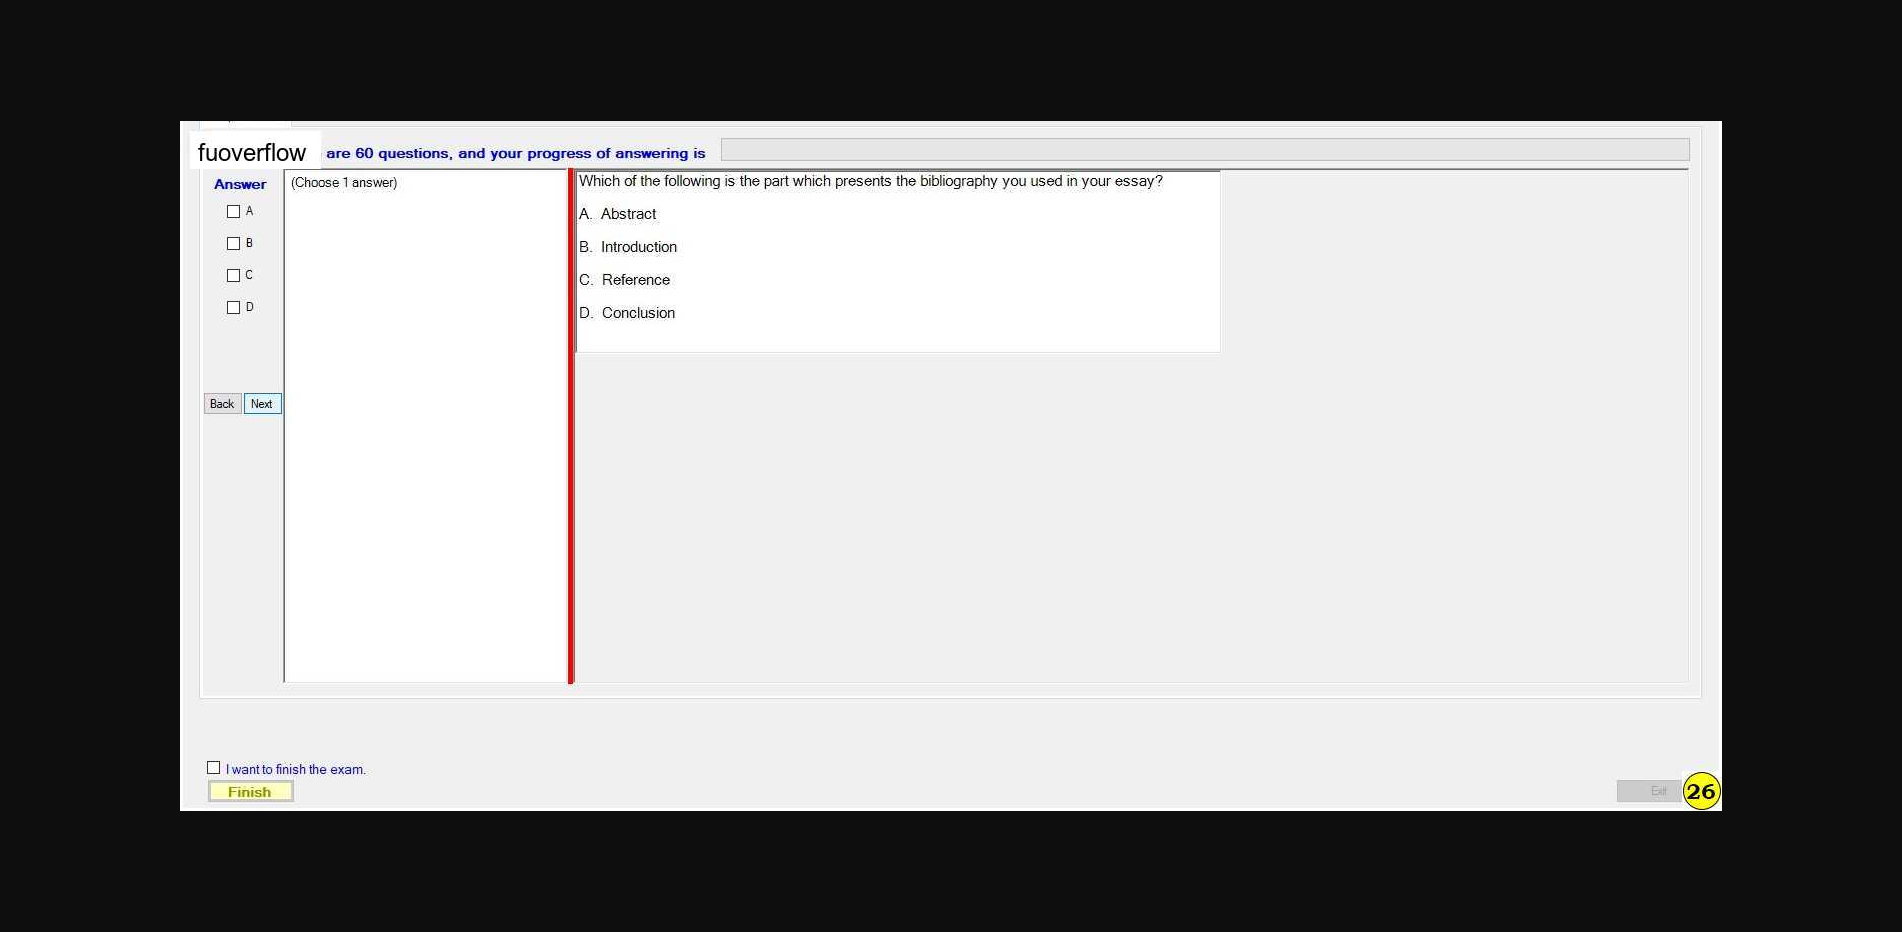 fuoverflow are 60 questions, and your progress of answering is
Answer
(Choose 1 answer)
A
B
C
D
Back Next
Which of the following is the part which presents the bibliography you used in your essay?
A. Abstract
B. Introduction
C. Reference
D. Conclusion
I want to finish the exam.
Finish
Exit
26